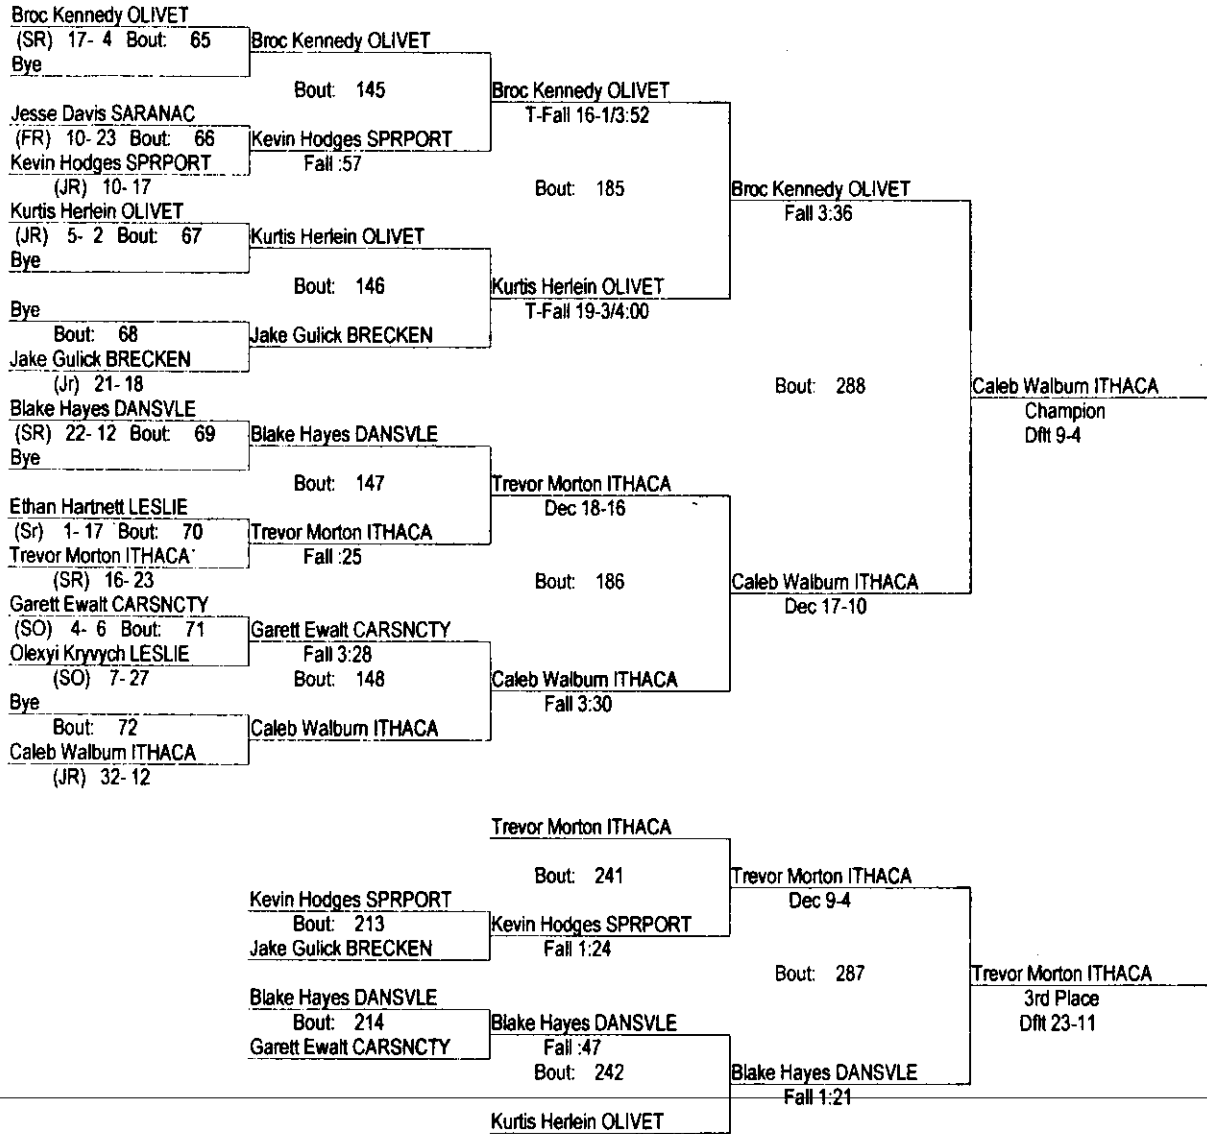 Broc Kennedy OLIVET
(SR) 17- 4 Bout: 65
Bye
Broc Kennedy OLIVET
Bout: 145
Jesse Davis SARANAC
(FR) 10- 23 Bout: 66
Kevin Hodges SPRPORT
(JR) 10- 17
Kevin Hodges SPRPORT
Fall :57
Broc Kennedy OLIVET
T-Fall 16-1/3:52
Bout: 185
Kurtis Herlein OLIVET
(JR) 5- 2 Bout: 67
Bye
Kurtis Herlein OLIVET
Bout: 146
Bye
Bout: 68
Jake Gulick BRECKEN
(Jr) 21- 18
Jake Gulick BRECKEN
Kurtis Herlein OLIVET
T-Fall 19-3/4:00
Broc Kennedy OLIVET
Fall 3:36
Bout: 288
Blake Hayes DANSVLE
(SR) 22- 12 Bout: 69
Bye
Blake Hayes DANSVLE
Bout: 147
Ethan Hartnett LESLIE
(Sr) 1- 17 Bout: 70
Trevor Morton ITHACA
(SR) 16- 23
Trevor Morton ITHACA
Fall :25
Trevor Morton ITHACA
Dec 18-16
Bout: 186
Garett Ewalt CARSNCTY
(SO) 4- 6 Bout: 71
Olexyi Kryvych LESLIE
(SO) 7- 27
Garett Ewalt CARSNCTY
Fall 3:28
Bout: 148
Bye
Bout: 72
Caleb Walburn ITHACA
(JR) 32- 12
Caleb Walburn ITHACA
Caleb Walburn ITHACA
Fall 3:30
Caleb Walburn ITHACA
Dec 17-10
Caleb Walburn ITHACA
Champion
Dflt 9-4
Trevor Morton ITHACA
Bout: 241
Kevin Hodges SPRPORT
Bout: 213
Jake Gulick BRECKEN
Kevin Hodges SPRPORT
Fall 1:24
Trevor Morton ITHACA
Dec 9-4
Bout: 287
Blake Hayes DANSVLE
Bout: 214
Garett Ewalt CARSNCTY
Blake Hayes DANSVLE
Fall :47
Bout: 242
Kurtis Herlein OLIVET
Blake Hayes DANSVLE
Fall 1:21
Trevor Morton ITHACA
3rd Place
Dflt 23-11